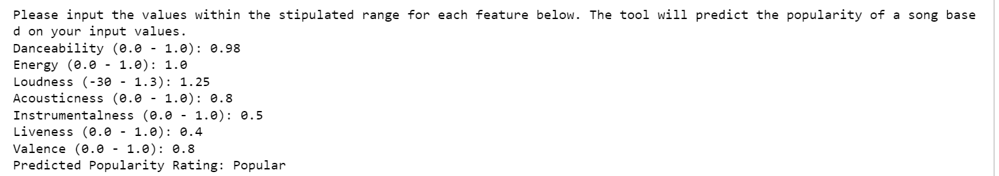 Please input the values within the stipulated range for each feature below. The tool will predict the popularity of a song base
d on your input values.
Danceability (0.0 - 1.0): 0.98
Energy (0.0 - 1.0): 1.0
Loudness (-30 - 1.3): 1.25
Acousticness (0.0 - 1.0): 0.8
Instrumentalness (0.0 - 1.0): 0.5
Liveness (0.0 - 1.0): 0.4
Valence (0.0 - 1.0): 0.8
Predicted Popularity Rating: Popular